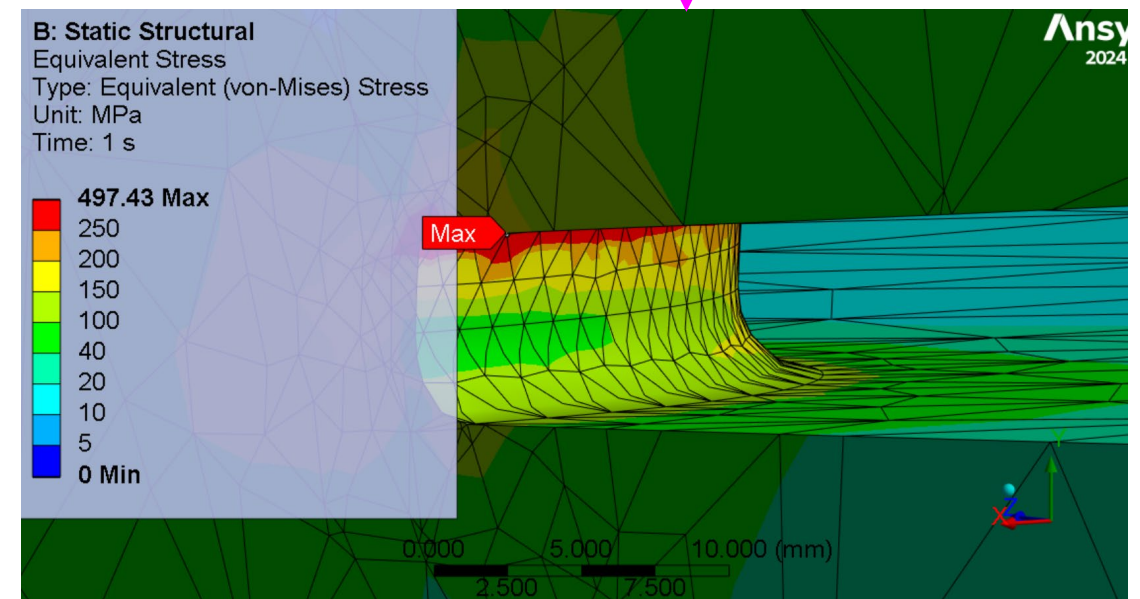 B: Static Structural
Equivalent Stress
Type: Equivalent (von-Mises) Stress
Unit: MPa
Time: 1 s
497.43 Max
250
200
150
100
40
20
10
5
0 Min
Max
Ansy
2024
Y
Z
X
0.000 5.000 10.000 (mm)
2.500 7.500